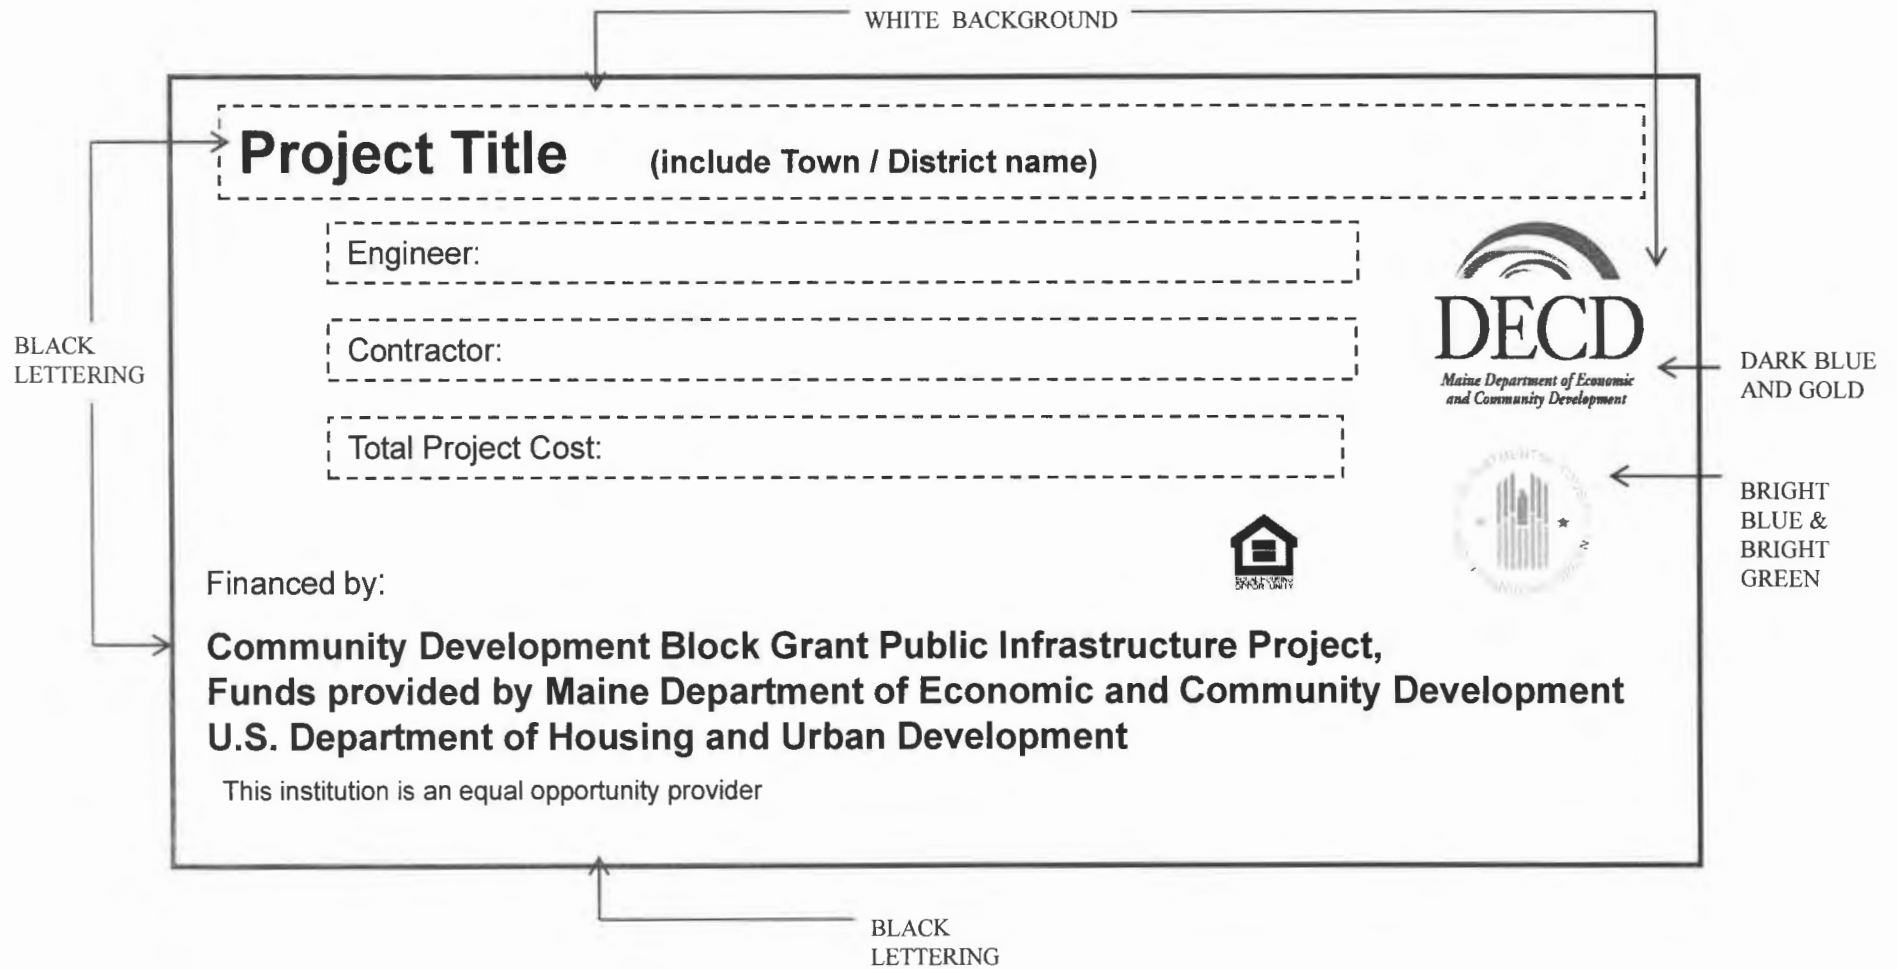 WHITE BACKGROUND
Project Title (include Town / District name)
Engineer:
Contractor:
Total Project Cost:
BLACK
LETTERING
DECD
Maine Department of Economic
and Community Development
DARK BLUE
AND GOLD
BRIGHT
BLUE &
BRIGHT
GREEN
EQUAL HOUSING
OPPORTUNITY
Financed by:
Community Development Block Grant Public Infrastructure Project,
Funds provided by Maine Department of Economic and Community Development
U.S. Department of Housing and Urban Development
This institution is an equal opportunity provider
BLACK
LETTERING